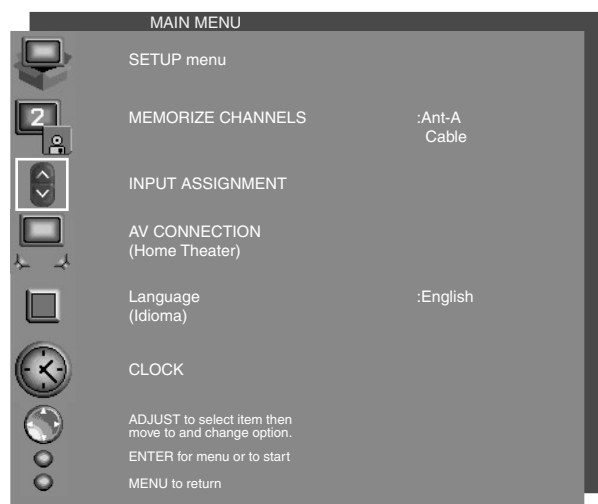 MAIN MENU
SETUP menu
2
MEMORIZE CHANNELS :Ant-A
Cable
INPUT ASSIGNMENT
AV CONNECTION
(Home Theater)
Language :English
(Idioma)
CLOCK
ADJUST to select item then
move to and change option.
ENTER for menu or to start
MENU to return